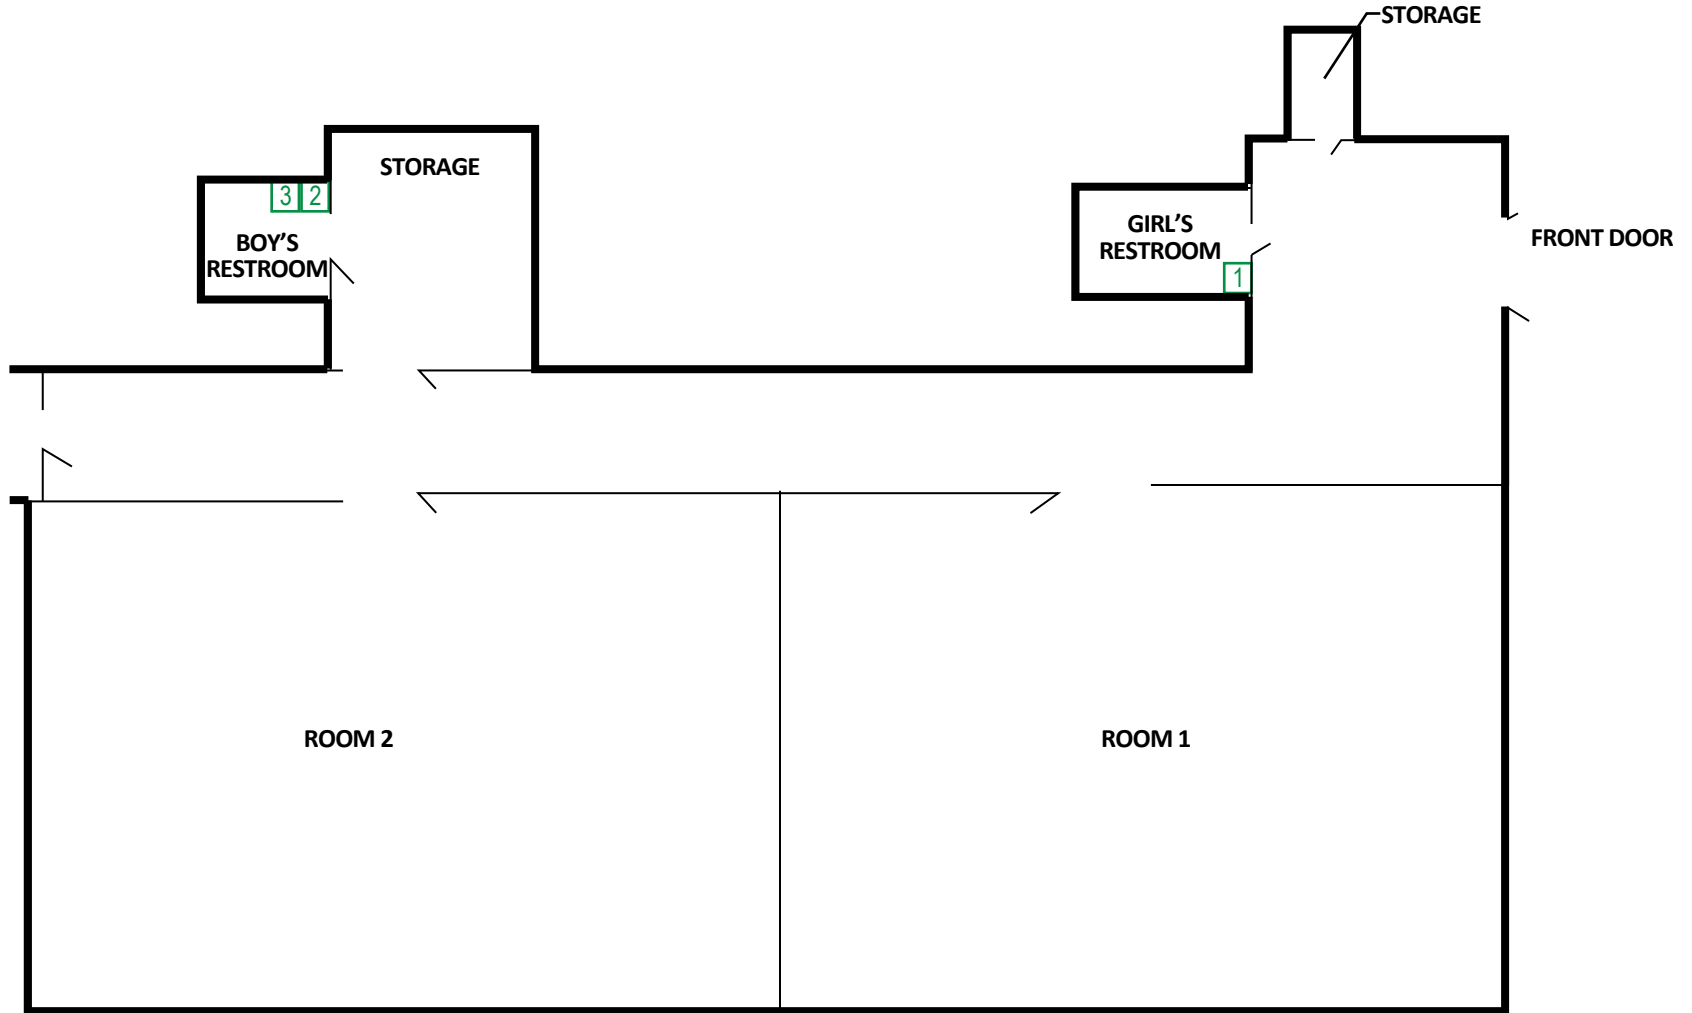 STORAGE
STORAGE
3 2
GIRL'S
RESTROOM
FRONT DOOR
BOY'S
RESTROOM
1
ROOM 2
ROOM 1